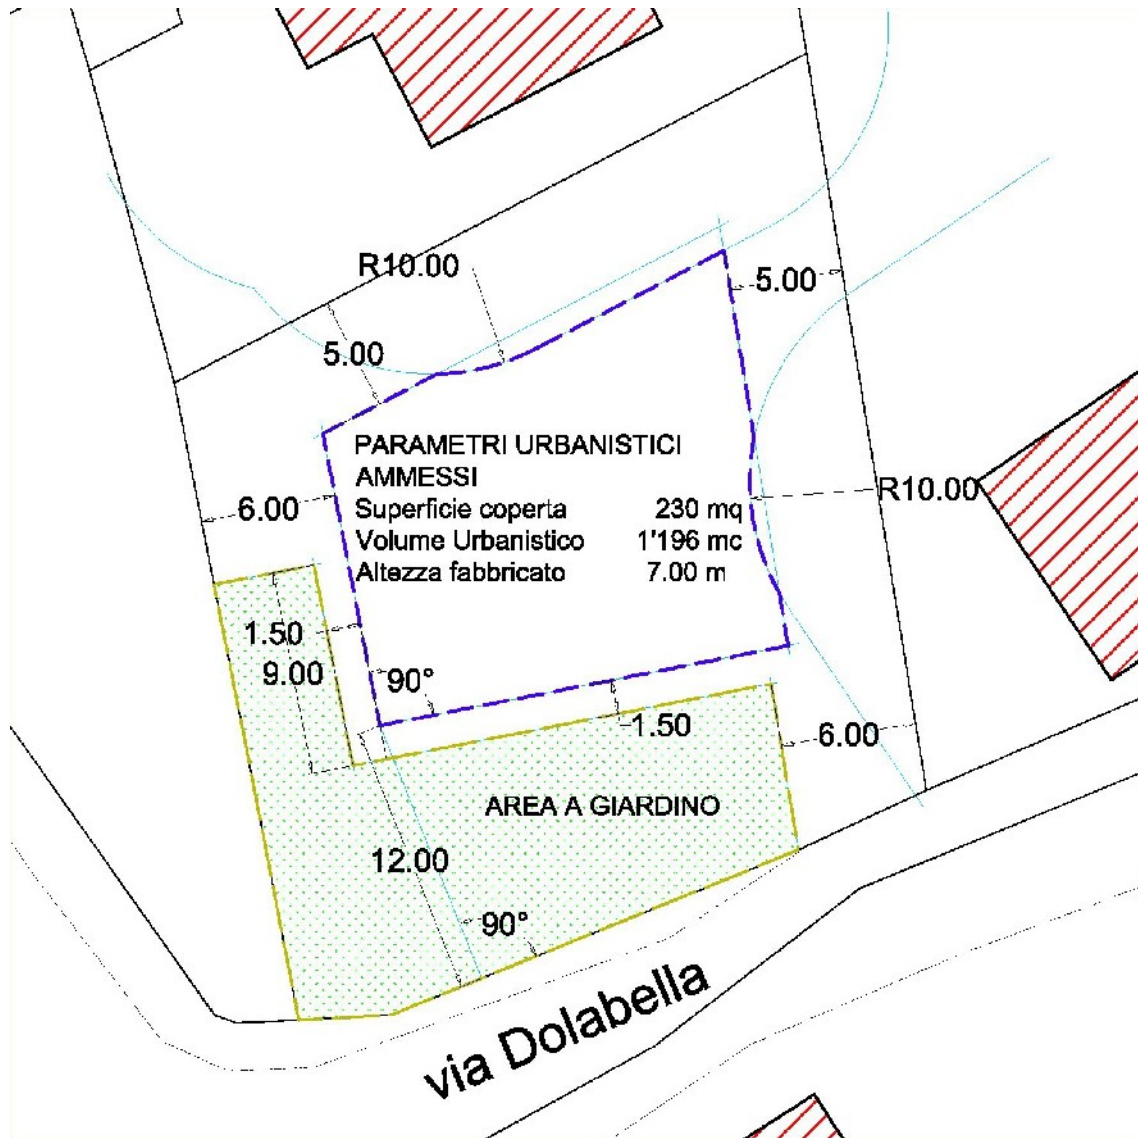 R10.00
5.00
5.00
PARAMETRI URBANISTICI
AMMESSI
Superficie coperta 230 mq
Volume Urbanistico 1'196 mc
Altezza fabbricato 7.00 m
R10.00
6.00
1.50
9.00
90°
1.50
6.00
AREA A GIARDINO
12.00
90°
via Dolabella